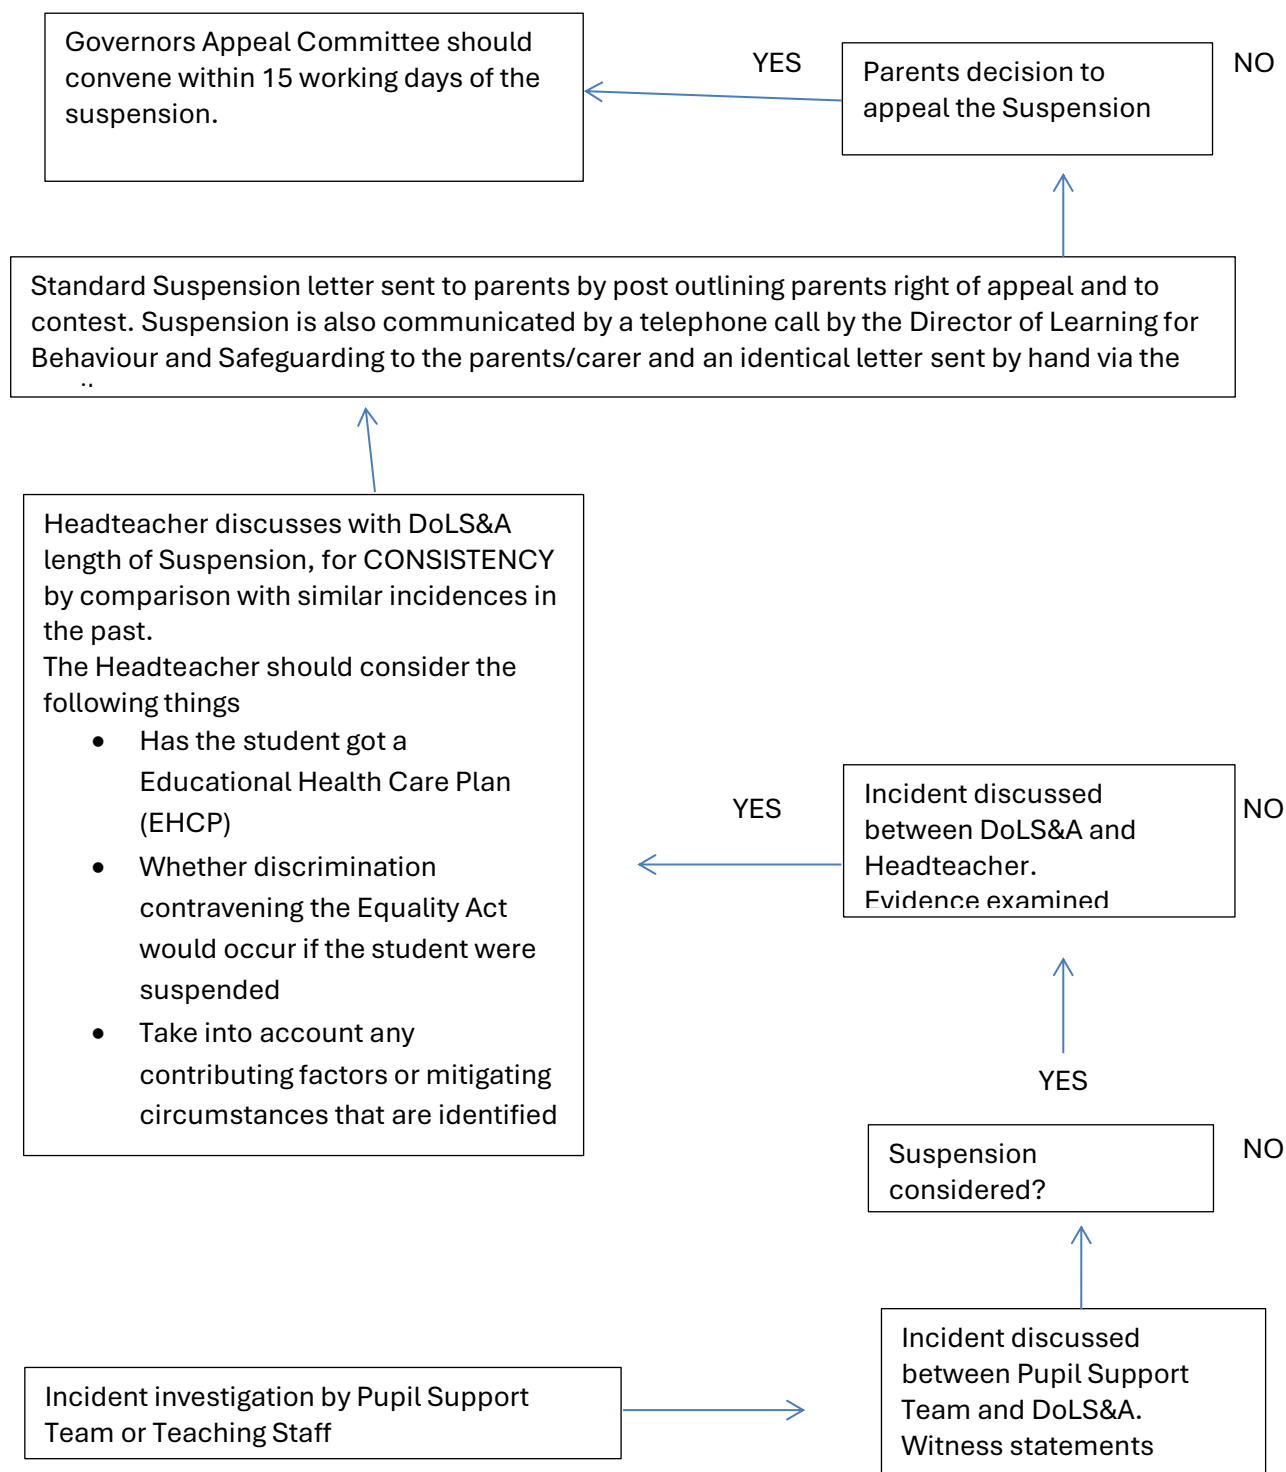 Governors Appeal Committee should
convene within 15 working days of the
suspension.
YES
Parents decision to
appeal the Suspension
NO
Standard Suspension letter sent to parents by post outlining parents right of appeal and to
contest. Suspension is also communicated by a telephone call by the Director of Learning for
Behaviour and Safeguarding to the parents/carer and an identical letter sent by hand via the
Headteacher discusses with DoLS&A
length of Suspension, for CONSISTENCY
by comparison with similar incidences in
the past.
The Headteacher should consider the
following things
• Has the student got a
Educational Health Care Plan
(EHCP)
• Whether discrimination
contravening the Equality Act
would occur if the student were
suspended
• Take into account any
contributing factors or mitigating
circumstances that are identified
YES
Incident discussed
between DoLS&A and
Headteacher.
Evidence examined
NO
YES
Suspension
considered?
NO
Incident investigation by Pupil Support
Team or Teaching Staff
Incident discussed
between Pupil Support
Team and DoLS&A.
Witness statements